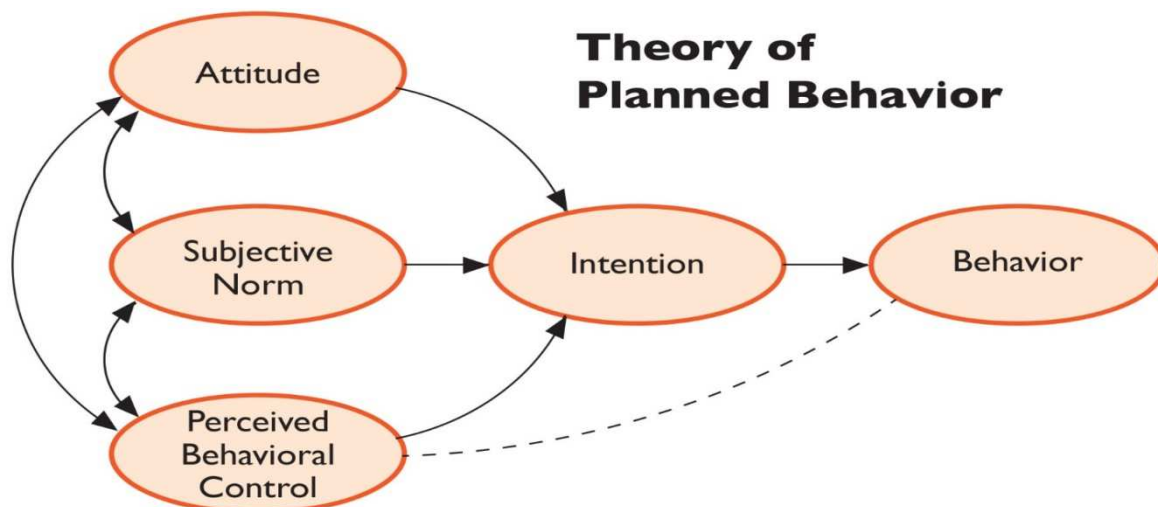 Theory of
Planned Behavior
Attitude
Subjective
Norm
Intention
Behavior
Perceived
Behavioral
Control